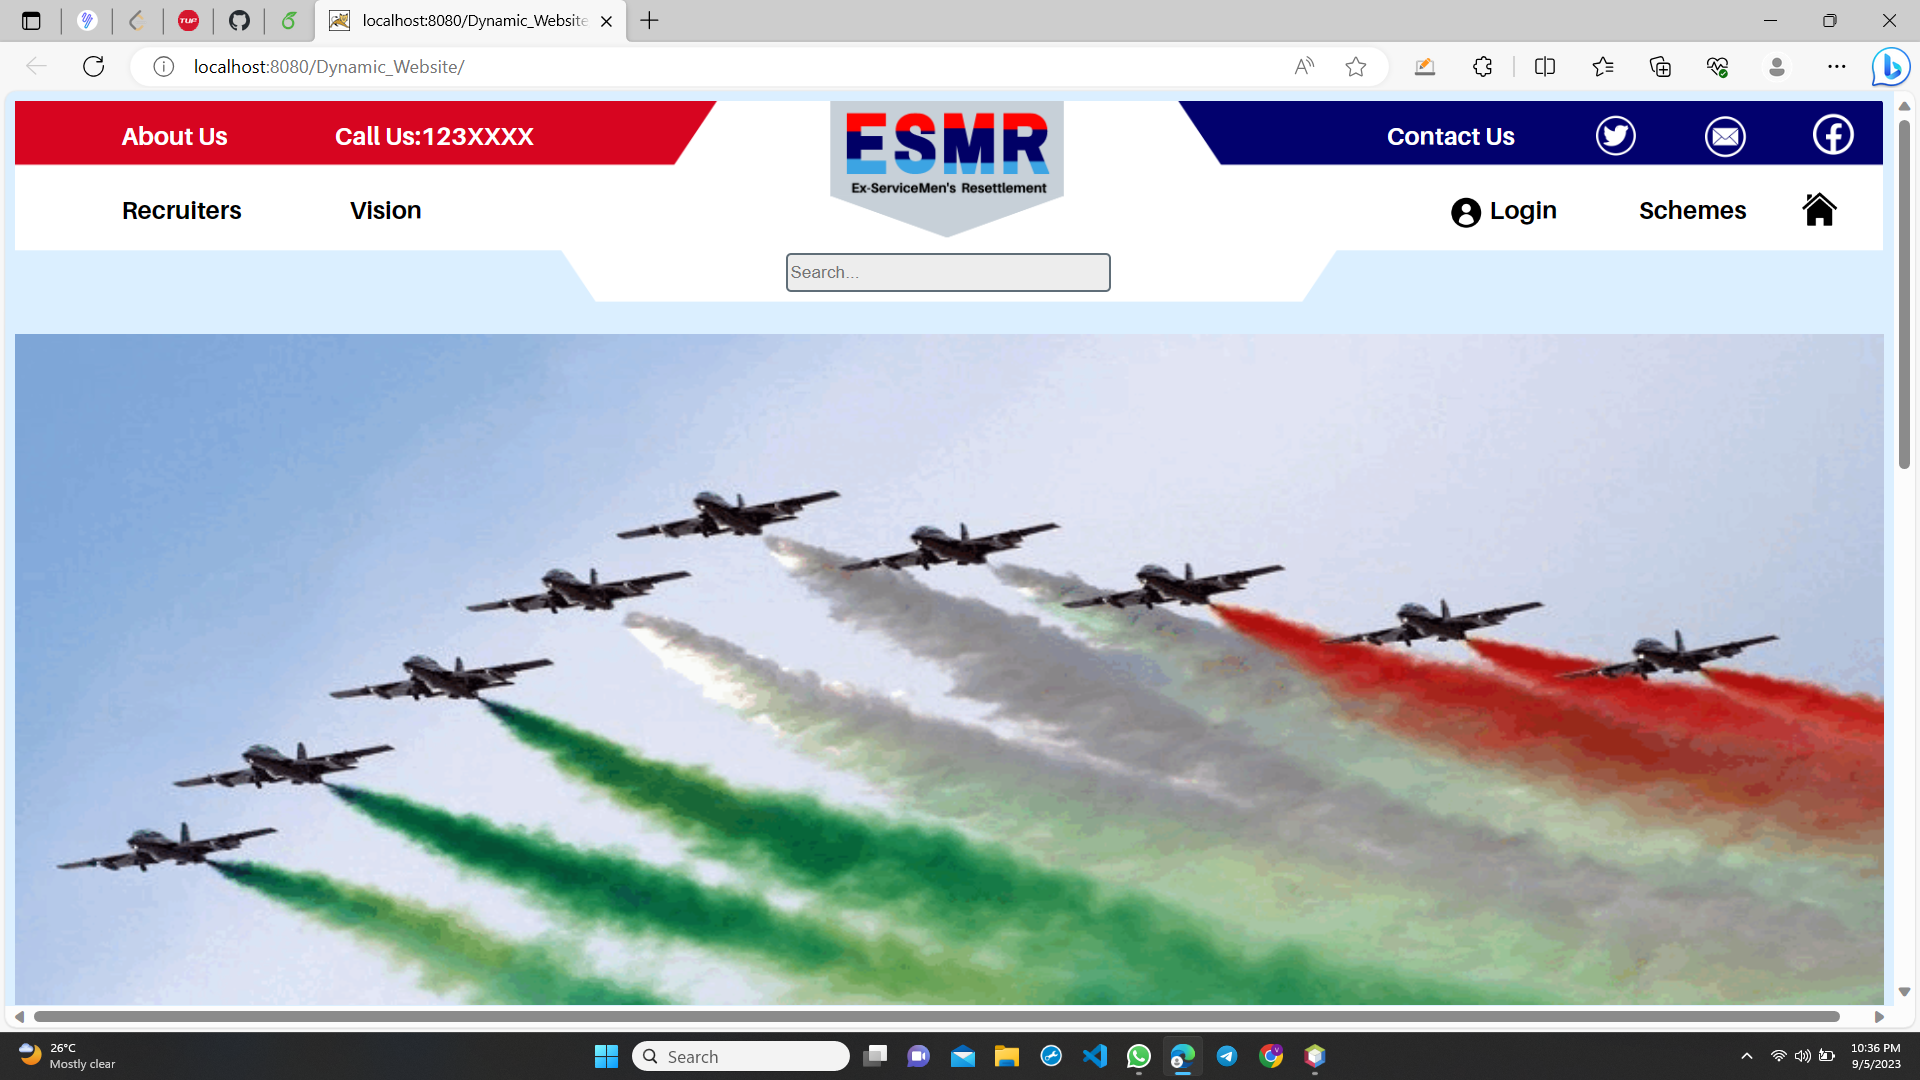 TUF
localhost:8080/Dynamic_Website
localhost:8080/Dynamic_Website/
About Us
Call Us:123XXXX
ESMR
Ex-ServiceMen's Resettlement
Contact Us
Recruiters
Vision
Login
Schemes
Search...
26°C
Mostly clear
Search
10:36 PM
9/5/2023